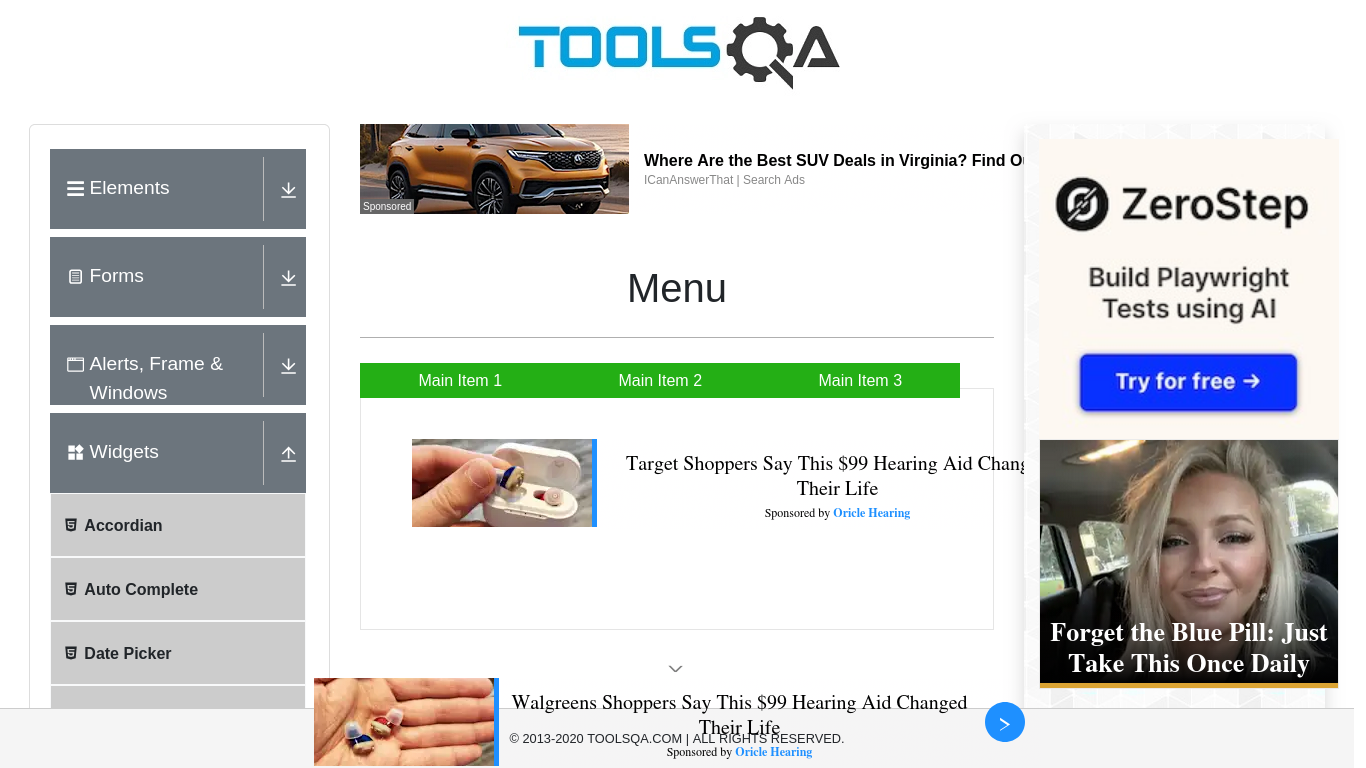 TOOLSQA
Elements
Forms
Alerts, Frame &
Windows
Widgets
Accordian
Auto Complete
Date Picker
Sponsored
Where Are the Best SUV Deals in Virginia? Find
ICanAnswerThat | Search Ads
Menu
Main Item 1
Main Item 2
Main Item 3
Target Shoppers Say This $99 Hearing Aid
Their Life
Sponsored by Oricle Hearing
Walgreens Shoppers Say This $99 Hearing Aid Changed
Their Life
© 2013-2020 TOOLSQA.COM | ALL RIGHTS RESERVED.
Sponsored by Oricle Hearing
ZeroStep
Build Playwright
Tests using AI
Try for free →
Forget the Blue Pill: Just
Take This Once Daily